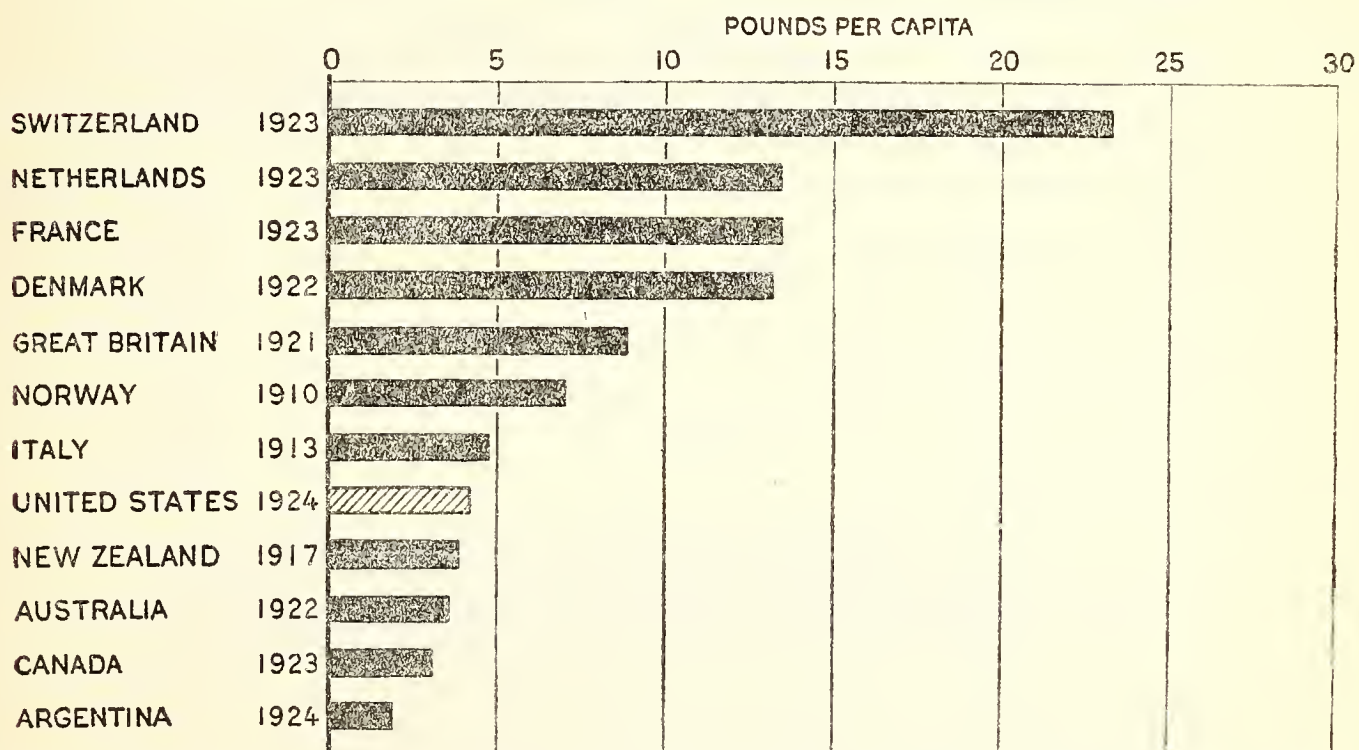 POUNDS PER CAPITA
0 5 10 15 20 25 30
SWITZERLAND 1923
NETHERLANDS 1923
FRANCE 1923
DENMARK 1922
GREAT BRITAIN 1921
NORWAY 1910
ITALY 1913
UNITED STATES 1924
NEW ZEALAND 1917
AUSTRALIA 1922
CANADA 1923
ARGENTINA 1924